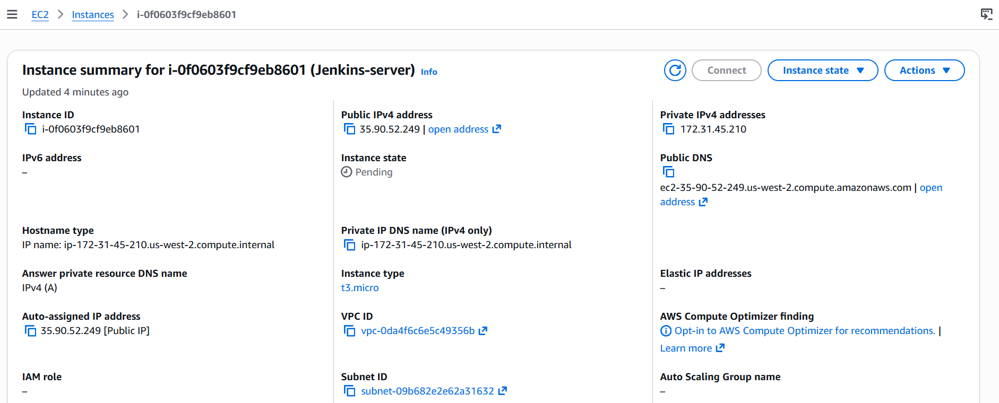 EC2 > Instances > i-0f0603f9cf9eb8601
Instance summary for i-0f0603f9cf9eb8601 (Jenkins-server) Info
Connect
Instance state
Actions
Updated 4 minutes ago
Instance ID
i-0f0603f9cf9eb8601
Public IPv4 address
35.90.52.249 | open address
Private IPv4 addresses
172.31.45.210
IPv6 address
–
Instance state
Pending
Public DNS
ec2-35-90-52-249.us-west-2.compute.amazonaws.com | open
address
Hostname type
IP name: ip-172-31-45-210.us-west-2.compute.internal
Private IP DNS name (IPv4 only)
ip-172-31-45-210.us-west-2.compute.internal
Answer private resource DNS name
IPv4 (A)
Instance type
t3.micro
Elastic IP addresses
–
Auto-assigned IP address
35.90.52.249 [Public IP]
VPC ID
vpc-0da4f6c6e5c49356b
AWS Compute Optimizer finding
Opt-in to AWS Compute Optimizer for recommendations. |
Learn more
IAM role
–
Subnet ID
subnet-09b682e2e62a31632
Auto Scaling Group name
–